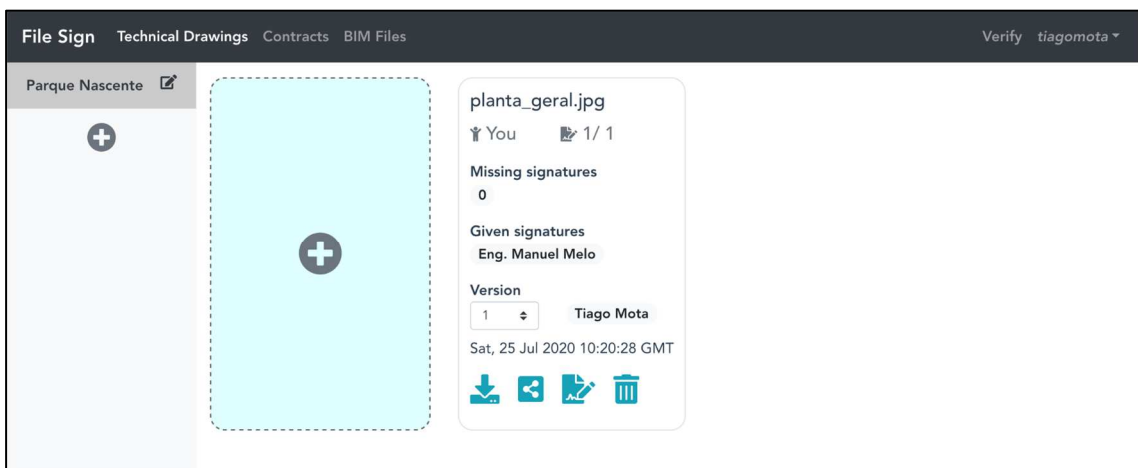 File Sign Technical Drawings Contracts BIM Files Verify tiagomota
Parque Nascente
planta_geral.jpg
You 1/ 1
Missing signatures
0
Given signatures
Eng. Manuel Melo
Version
1 Tiago Mota
Sat, 25 Jul 2020 10:20:28 GMT